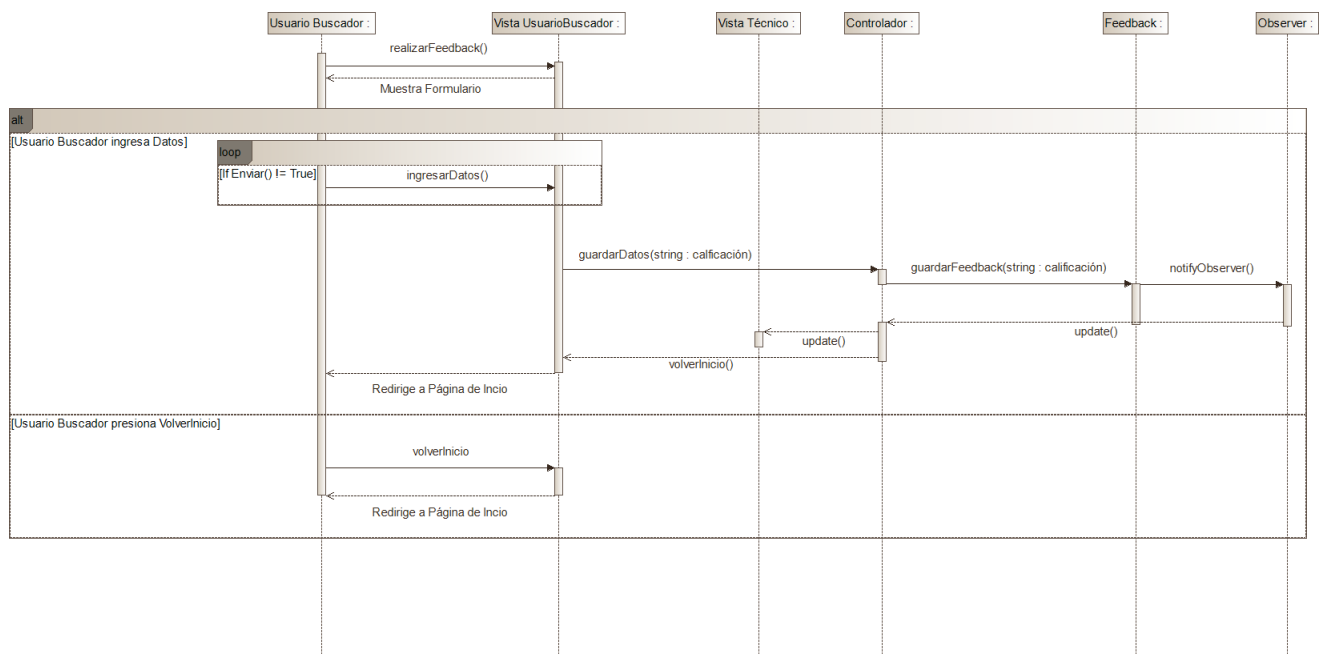 Usuario Buscador :
Vista UsuarioBuscador :
Vista Técnico :
Controlador :
Feedback :
Observer :
realizarFeedback()
Muestra Formulario
alt
[Usuario Buscador ingresa Datos]
loop
[If Enviar() != True]
ingresarDatos()
guardarDatos(string : calficación)
guardarFeedback(string : calificación)
notifyObserver()
update()
update()
volverInicio()
Redirige a Página de Incio
[Usuario Buscador presiona VolverInicio]
volverInicio
Redirige a Página de Incio